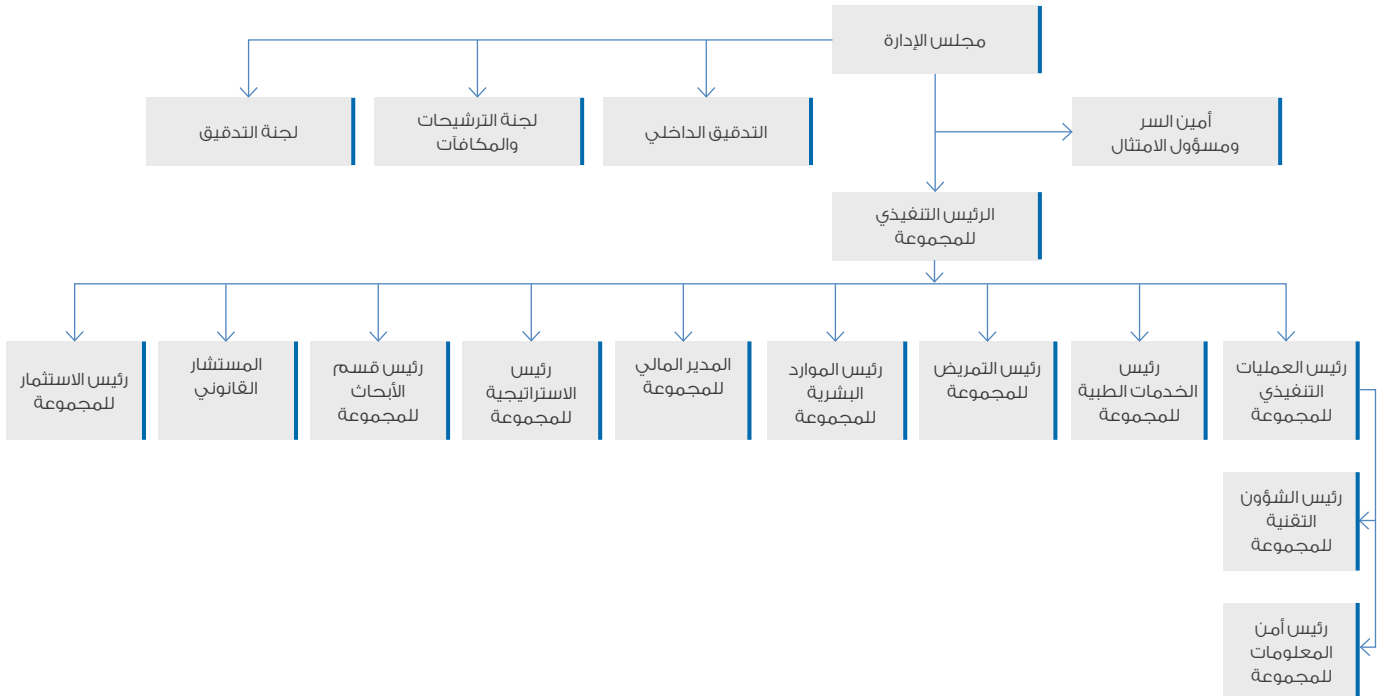 مجلس الإدارة
أمين السر
ومسؤول الامتثال
التدقيق الداخلي
لجنة الترشيحات
والمكافآت
لجنة التدقيق
الرئيس التنفيذي
للمجموعة
رئيس العمليات
التنفيذي
للمجموعة
رئيس
الخدمات الطبية
للمجموعة
رئيس التمريض
للمجموعة
رئيس الموارد
البشرية
للمجموعة
المدير المالي
للمجموعة
رئيس
الاستراتيجية
للمجموعة
رئيس قسم
الأبحاث
للمجموعة
المستشار
القانوني
رئيس الاستثمار
للمجموعة
رئيس الشؤون
التقنية
للمجموعة
رئيس أمن
المعلومات
للمجموعة